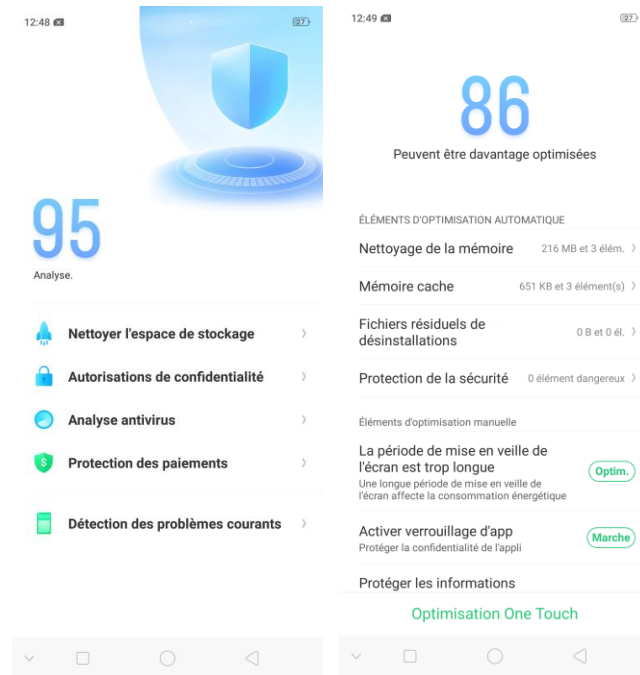 12:48
27
95
Analyse.
Nettoyer l'espace de stockage
Autorisations de confidentialité
Analyse antivirus
Protection des paiements
Détection des problèmes courants
12:49
27
86
Peuvent être davantage optimisées
ÉLÉMENTS D'OPTIMISATION AUTOMATIQUE
Nettoyage de la mémoire 216 MB et 3 élém.
Mémoire cache 651 KB et 3 élément(s)
Fichiers résiduels de
désinstallations 0 B et 0 él.
Protection de la sécurité 0 élément dangereux
Éléments d'optimisation manuelle
La période de mise en veille de
l'écran est trop longue
Une longue période de mise en veille de
l'écran affecte la consommation énergétique
Optim.
Activer verrouillage d'app
Protéger la confidentialité de l'appli
Marche
Protéger les informations
Optimisation One Touch